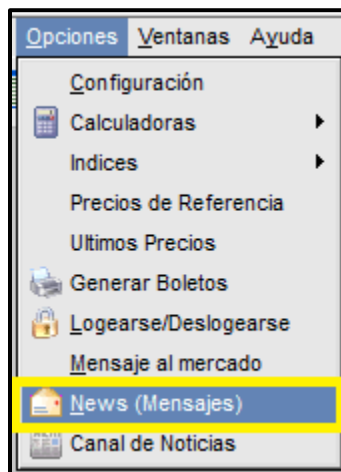 Opciones Ventanas Ayuda
Configuración
Calculadoras
Indices
Precios de Referencia
Ultimos Precios
Generar Boletos
Logearse/Deslogearse
Mensaje al mercado
News (Mensajes)
Canal de Noticias